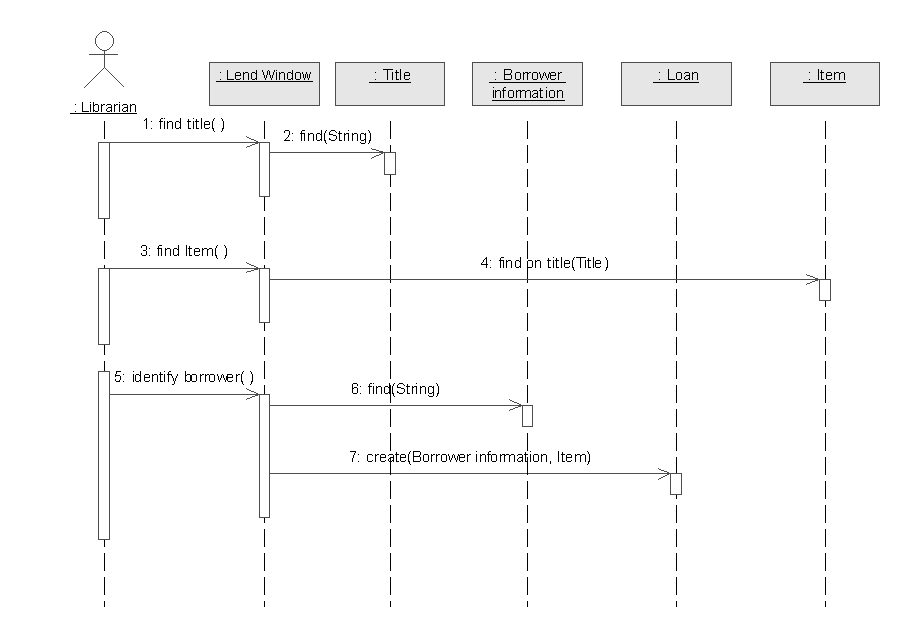 : Librarian
: Lend Window
: Title
: Borrower
information
: Loan
: Item
1: find title( )
2: find(String)
3: find Item( )
4: find on title(Title)
5: identify borrower( )
6: find(String)
7: create(Borrower information, Item)